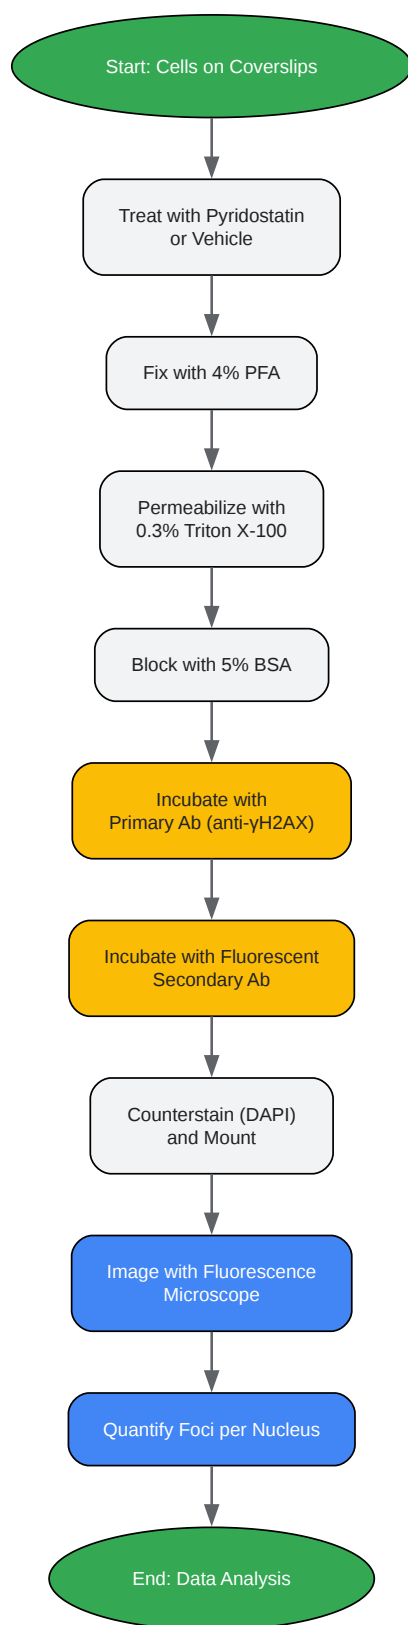 Start: Cells on Coverslips
Treat with Pyridostatin
or Vehicle
Fix with 4% PFA
Permeabilize with
0.3% Triton X-100
Block with 5% BSA
Incubate with
Primary Ab (anti-γH2AX)
Incubate with Fluorescent
Secondary Ab
Counterstain (DAPI)
and Mount
Image with Fluorescence
Microscope
Quantify Foci per Nucleus
End: Data Analysis